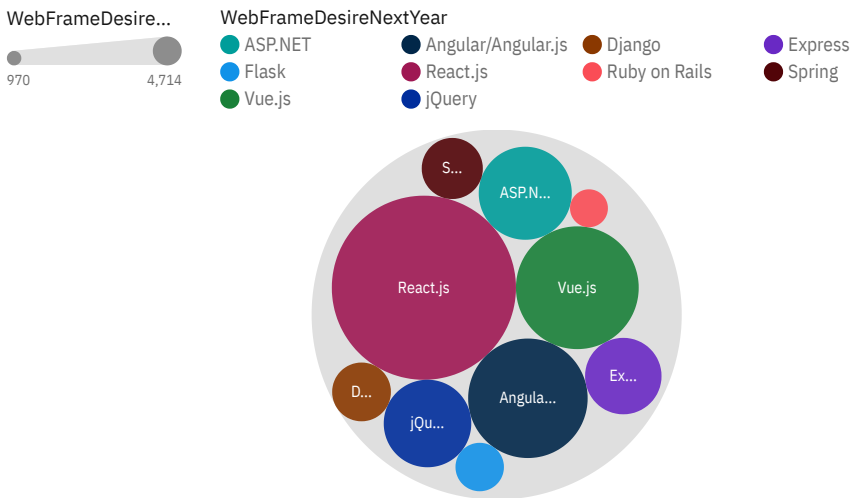 WebFrameDesire...
970 4,714
WebFrameDesireNextYear
ASP.NET Angular/Angular.js Django Express
Flask React.js Ruby on Rails Spring
Vue.js jQuery
S...
ASP.N...
React.js
Vue.js
D...
jQu...
Angula...
Ex...